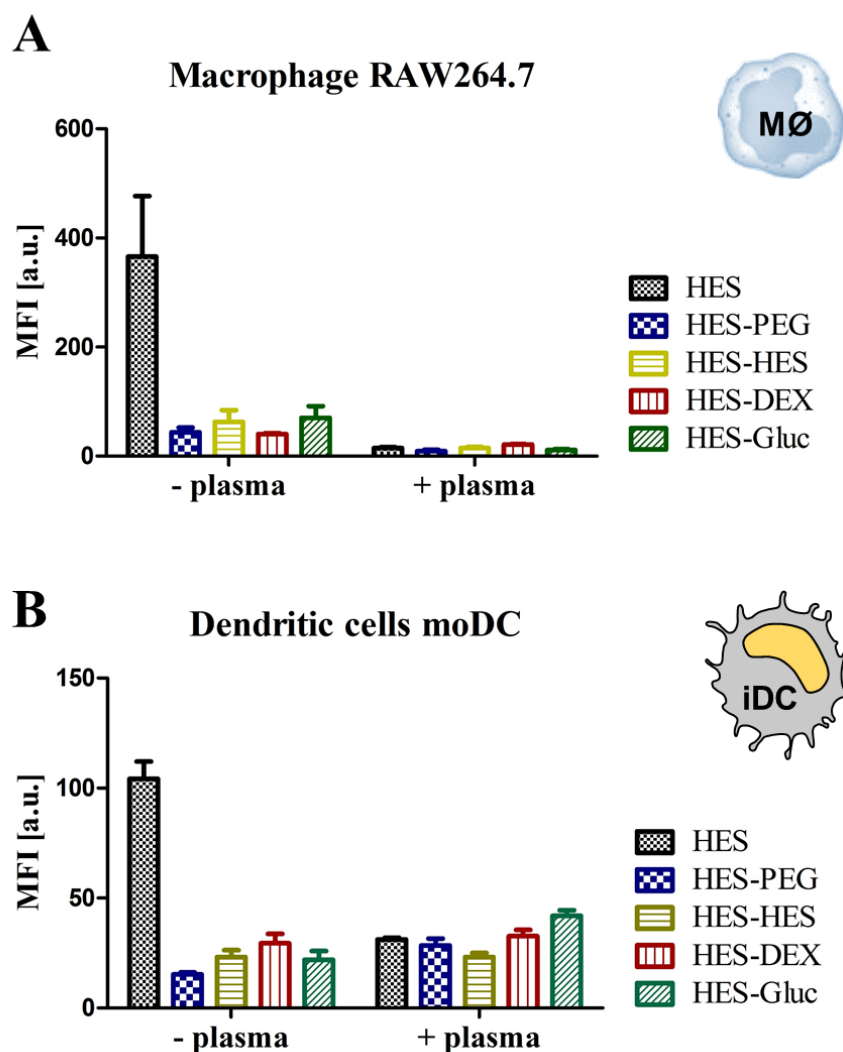 A
Macrophage RAW264.7
MØ
600
400
200
0
MFI [a.u.]
- plasma
+ plasma
HES
HES-PEG
HES-HES
HES-DEX
HES-Gluc
B
Dendritic cells moDC
iDC
150
100
50
0
MFI [a.u.]
- plasma
+ plasma
HES
HES-PEG
HES-HES
HES-DEX
HES-Gluc